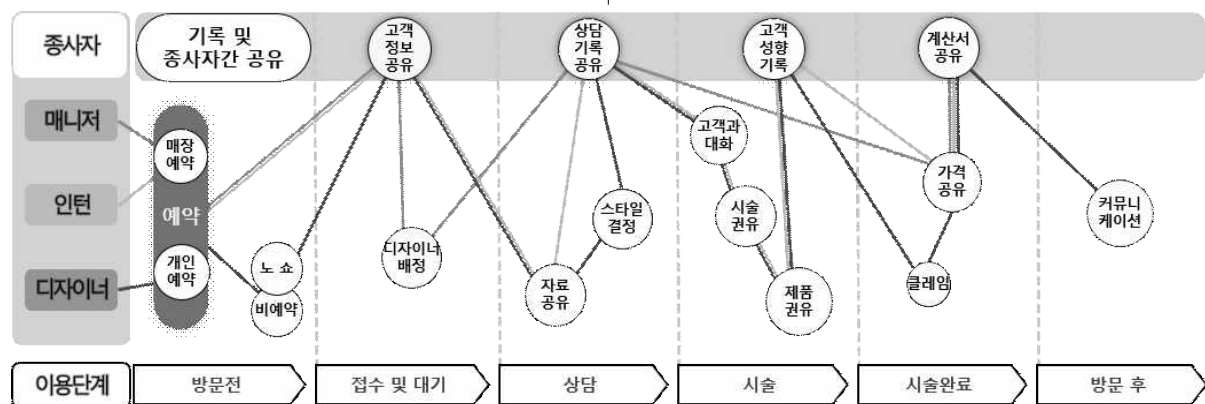 종사자
기록 및
종사자간 공유
고객
정보
공유
상담
기록
공유
고객
성향
기록
계산서
공유
매니저
인턴
디자이너
매장
예약
예약
개인
예약
노 쇼
비예약
디자이너
배정
자료
공유
스타일
결정
고객과
대화
시술
권유
제품
권유
가격
공유
클레임
커뮤니
케이션
이용단계
방문전
접수 및 대기
상담
시술
시술완료
방문 후